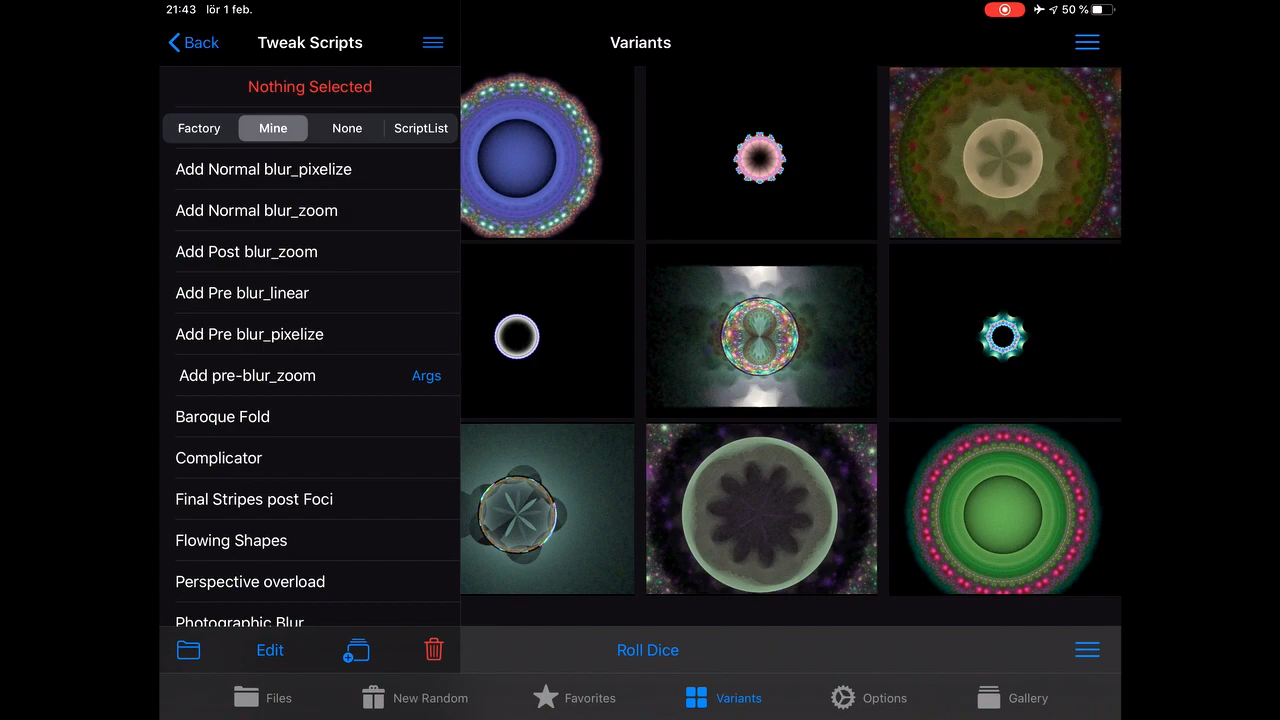 21:43 lör 1 feb.
50 %
Back
Tweak Scripts
Variants
Nothing Selected
Factory
Mine
None
ScriptList
Add Normal blur_pixelize
Add Normal blur_zoom
Add Post blur_zoom
Add Pre blur_linear
Add Pre blur_pixelize
Add pre-blur_zoom
Args
Baroque Fold
Complicator
Final Stripes post Foci
Flowing Shapes
Perspective overload
Photographic Blur
Edit
Roll Dice
Files
New Random
Favorites
Variants
Options
Gallery